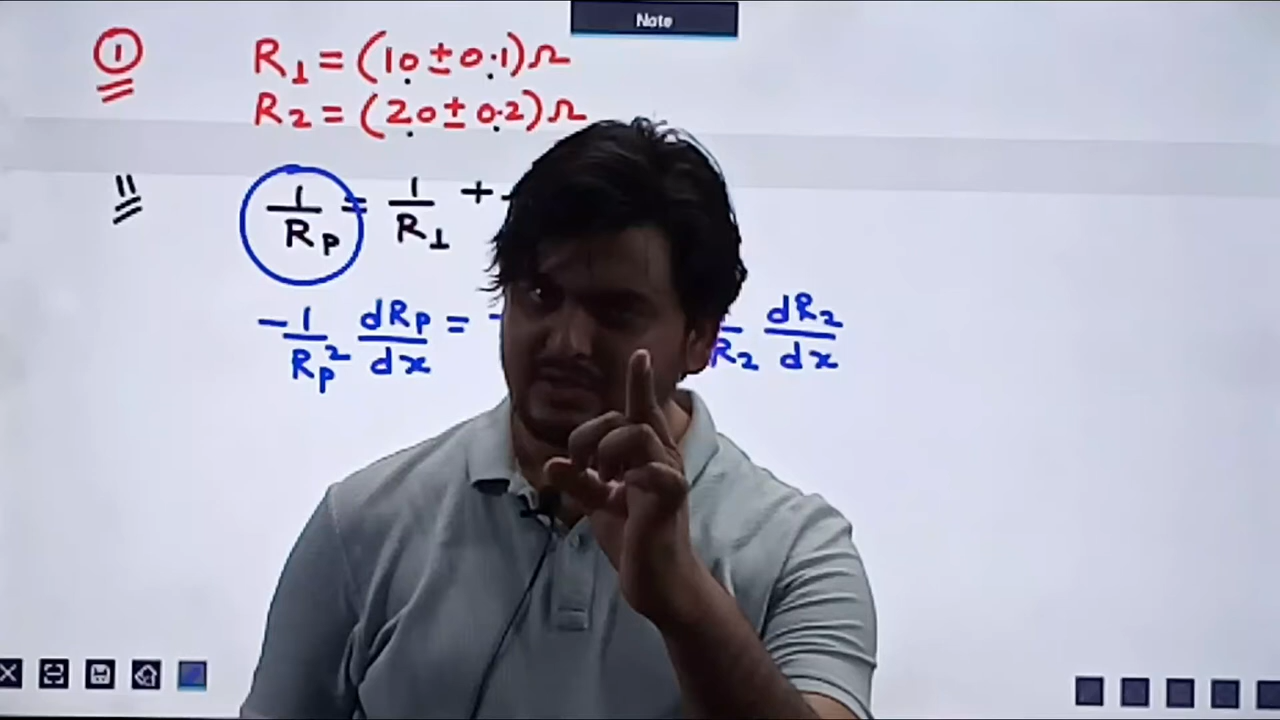 Note
① R₁ = (10 ± 0.1) Ω
R₂ = (20 ± 0.2) Ω
1/Rₚ = 1/R₁ +
-1/Rₚ² dRₚ/dx = - R₂ dR₂/dx